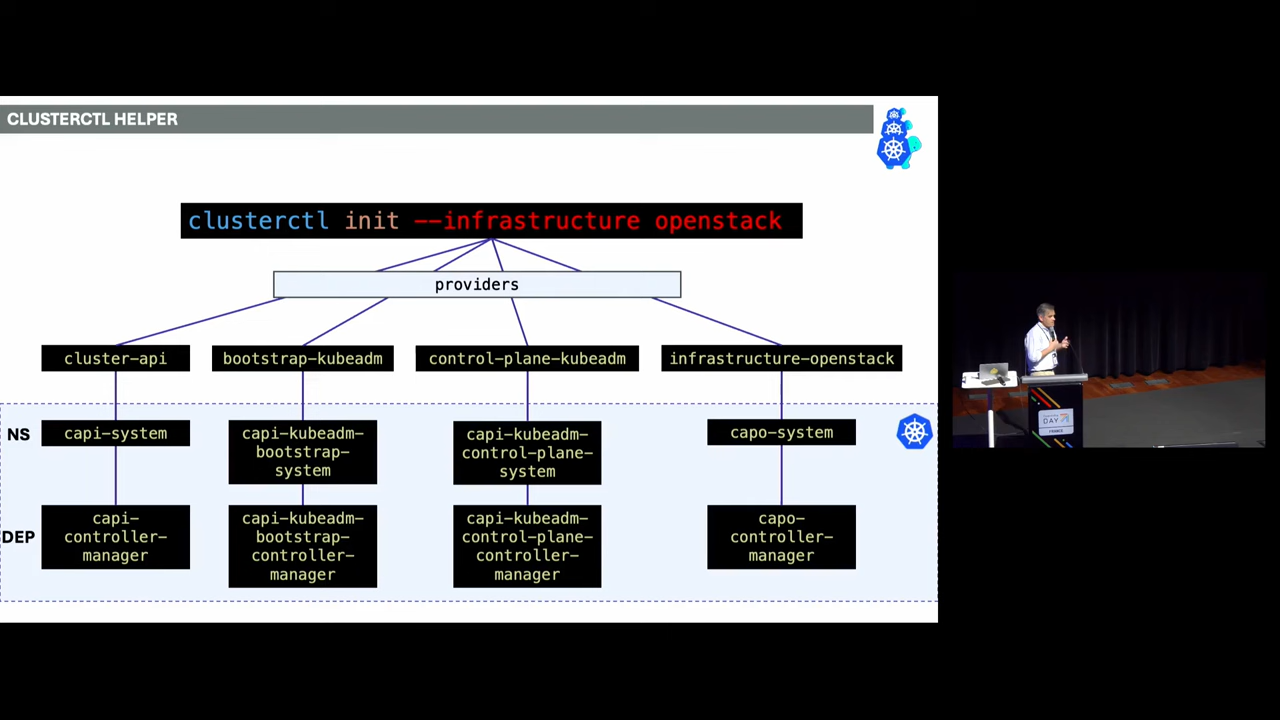 CLUSTERCTL HELPER
clusterctl init --infrastructure openstack
providers
cluster-api
bootstrap-kubeadm
control-plane-kubeadm
infrastructure-openstack
NS
capi-system
capi-kubeadm-
bootstrap-
system
capi-kubeadm-
control-plane-
system
capo-system
DEP
capi-
controller-
manager
capi-kubeadm-
bootstrap-
controller-
manager
capi-kubeadm-
control-plane-
controller-
manager
capo-
controller-
manager
DAY
FRANCE